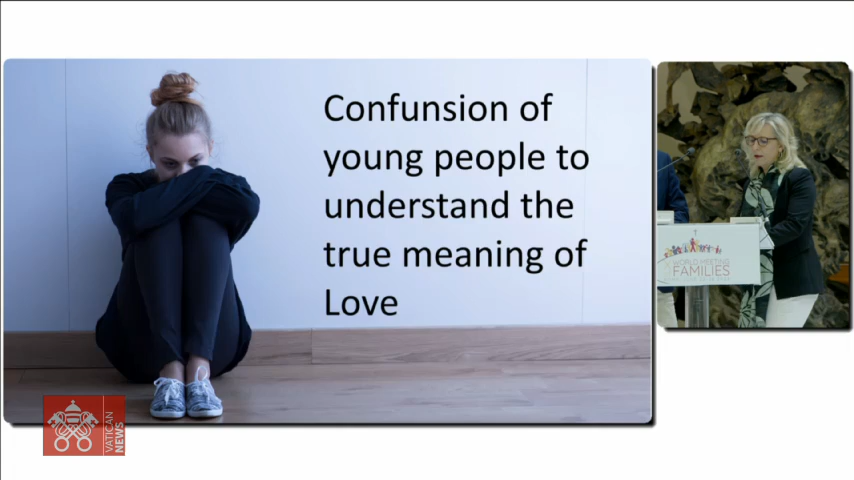 Confunsion of
young people to
understand the
true meaning of
Love
WORLD MEETING
FAMILIES
VATICAN
NEWS